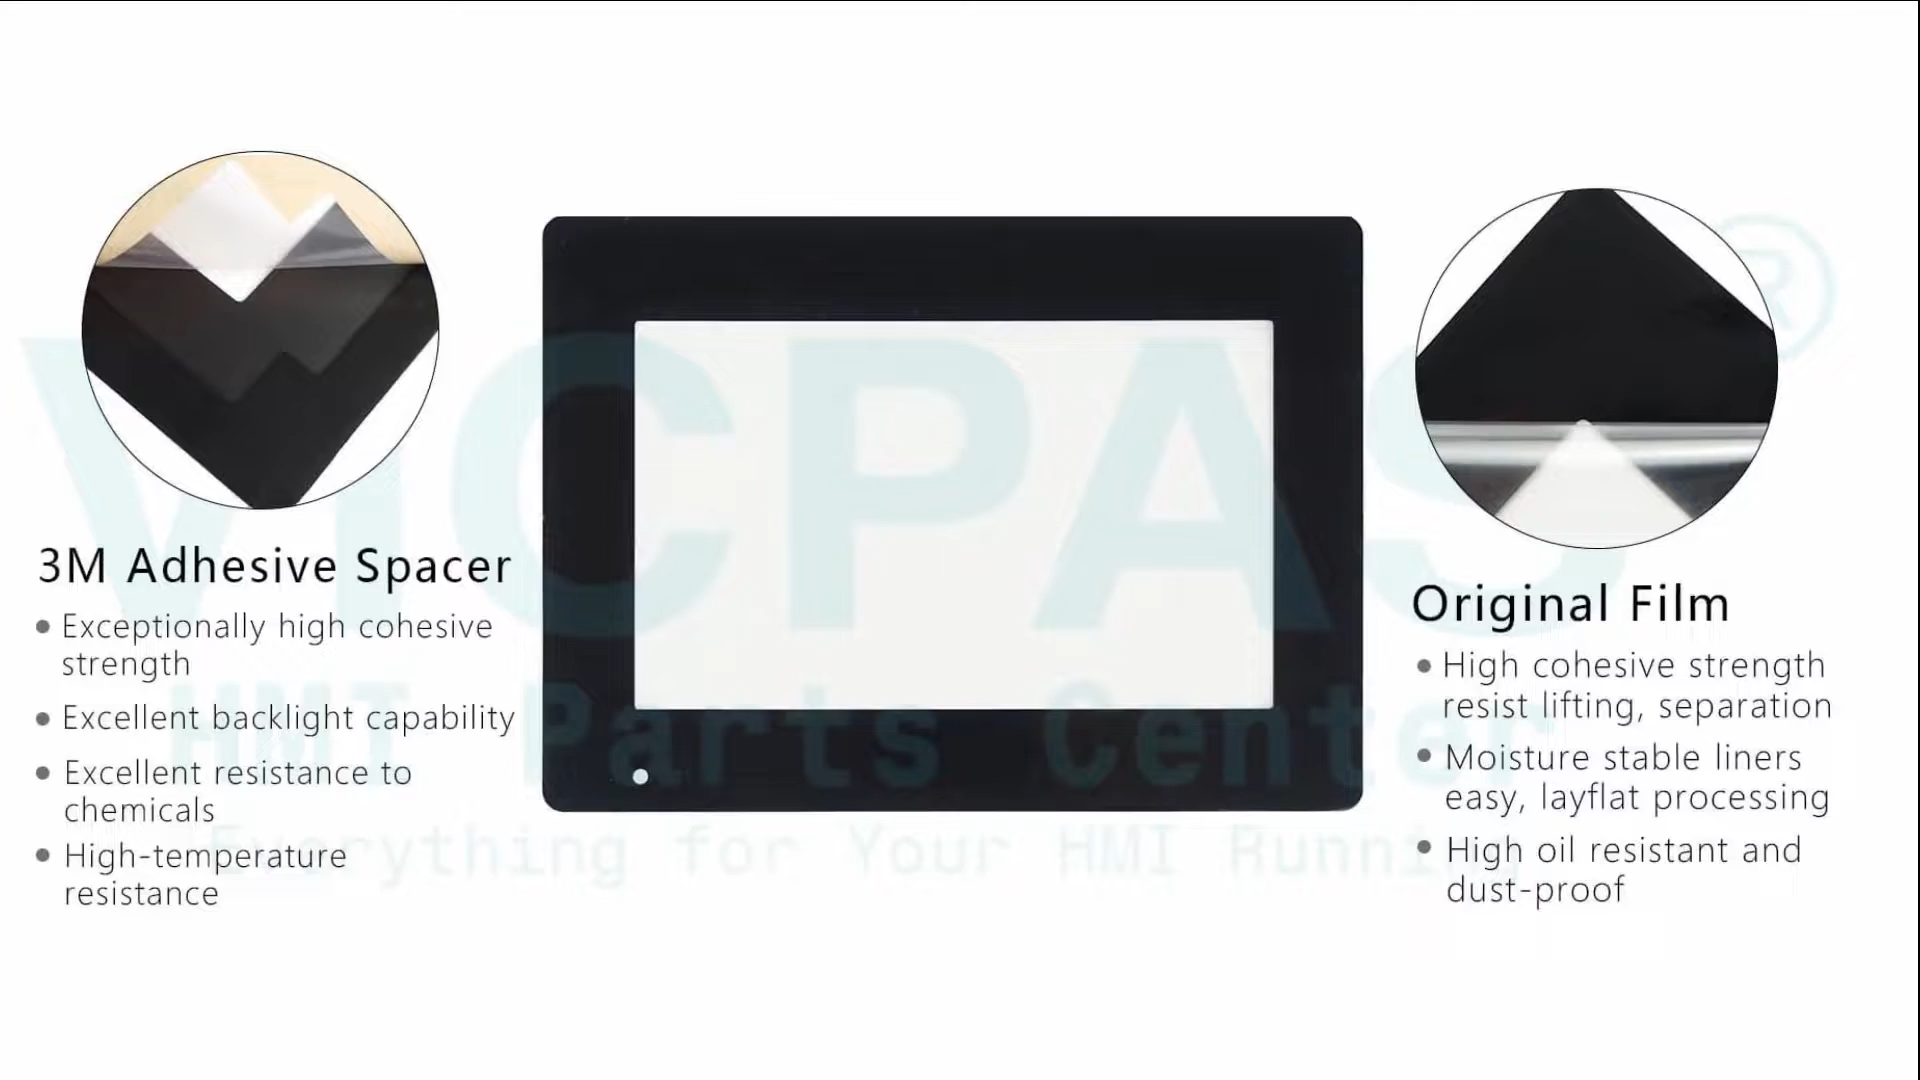 VICPAS®
HMI Parts Center
Everything for Your HMI Running
3M Adhesive Spacer
Exceptionally high cohesive
strength
Excellent backlight capability
Excellent resistance to
chemicals
High-temperature
resistance
Original Film
High cohesive strength
resist lifting, separation
Moisture stable liners
easy, layflat processing
High oil resistant and
dust-proof